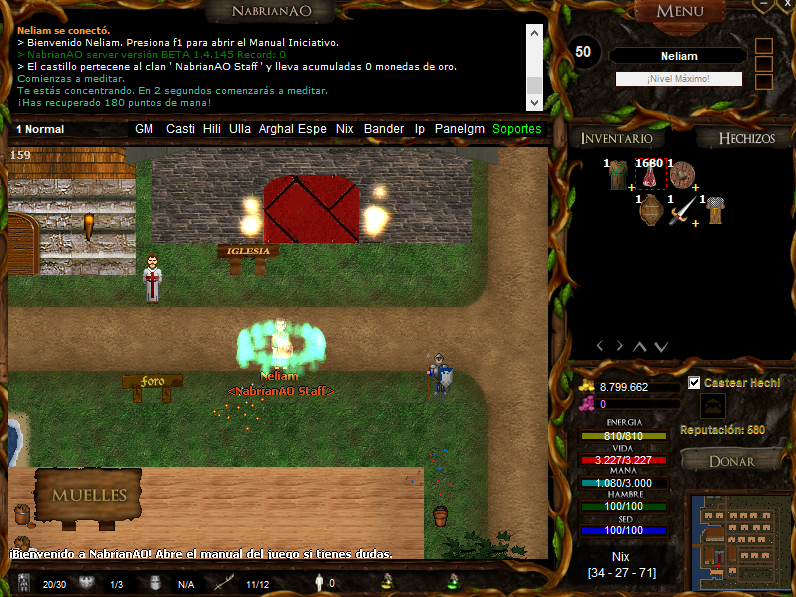 NABRIANAO
Neliam se conectó.
> Bienvenido Neliam. Presiona f1 para abrir el Manual Iniciativo.
> NabrianAO server versión BETA 1.4.145 Record: 0
> El castillo pertenece al clan ' NabrianAO Staff ' y lleva acumuladas 0 monedas de oro.
Comienzas a meditar.
Te estás concentrando. En 2 segundos comenzarás a meditar.
¡Has recuperado 180 puntos de mana!
1 Normal GM Casti Hili Ulla Arghal Espe Nix Bander Ip Panelgm Soportes
159
IGLESIA
Neliam
<NabrianAO Staff>
foro
MUELLES
¡Bienvenido a NabrianAO! Abre el manual del juego si tienes dudas.
20/30 1/3 N/A 11/12 0
MENU
X
50
Neliam
¡Nivel Máximo!
INVENTARIO HECHIZOS
1 1680 1
+ +
1 1 1
+
8.799.662
Castear Hechi
0
Reputación: 580
ENERGIA
810/810
VIDA
3.227/3.227
MANA
1.080/3.000
HAMBRE
100/100
SED
100/100
DONAR
Nix
[34 - 27 - 71]